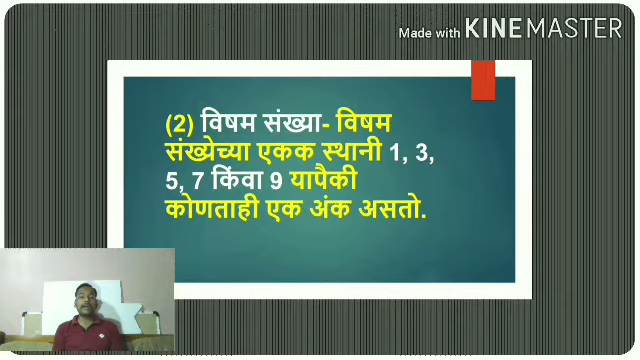 Made with KINEMASTER
(2) विषम संख्या- विषम
संख्येच्या एकक स्थानी 1, 3,
5, 7 किंवा 9 यापैकी
कोणताही एक अंक असतो.